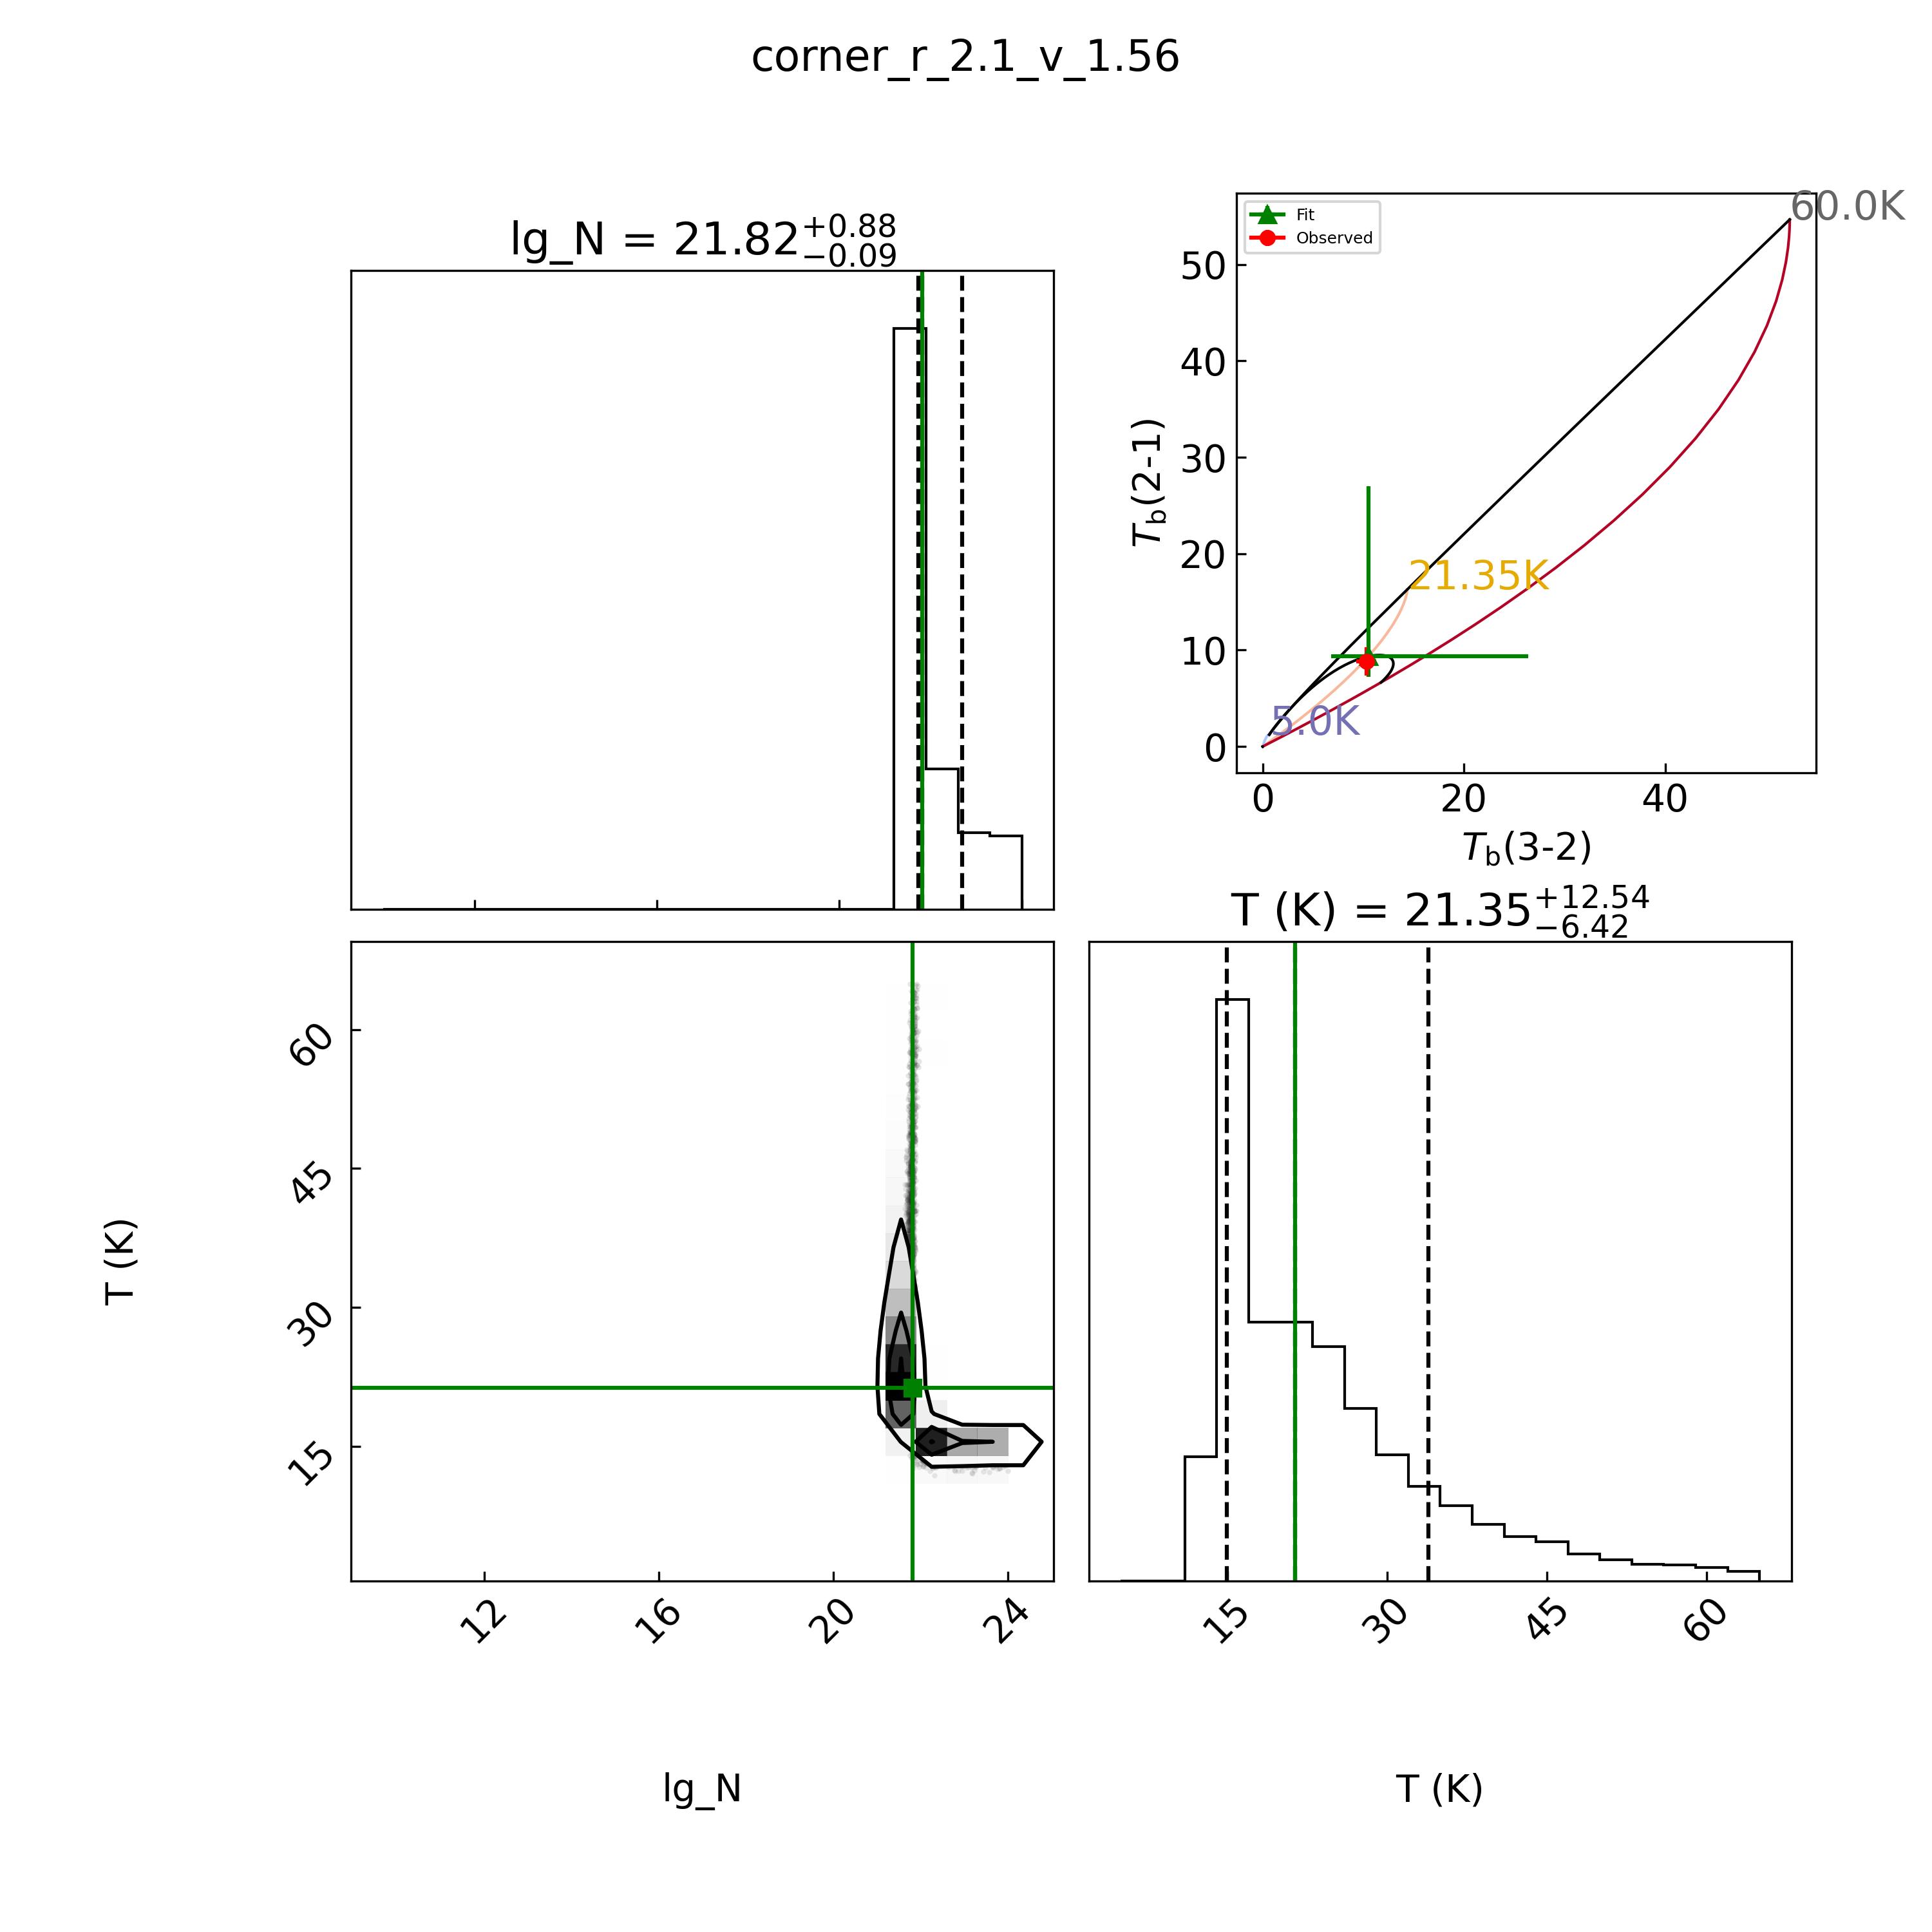 corner_r_2.1_v_1.56
lg_N = 21.82+0.88−0.09
60.0K
Fit
Observed
50
40
30
20
10
0
Tb(2-1)
21.35K
5.0K
0 20 40
Tb(3-2)
T (K) = 21.35+12.54−6.42
60
45
30
15
T (K)
12 16 20 24
15 30 45 60
lg_N
T (K)